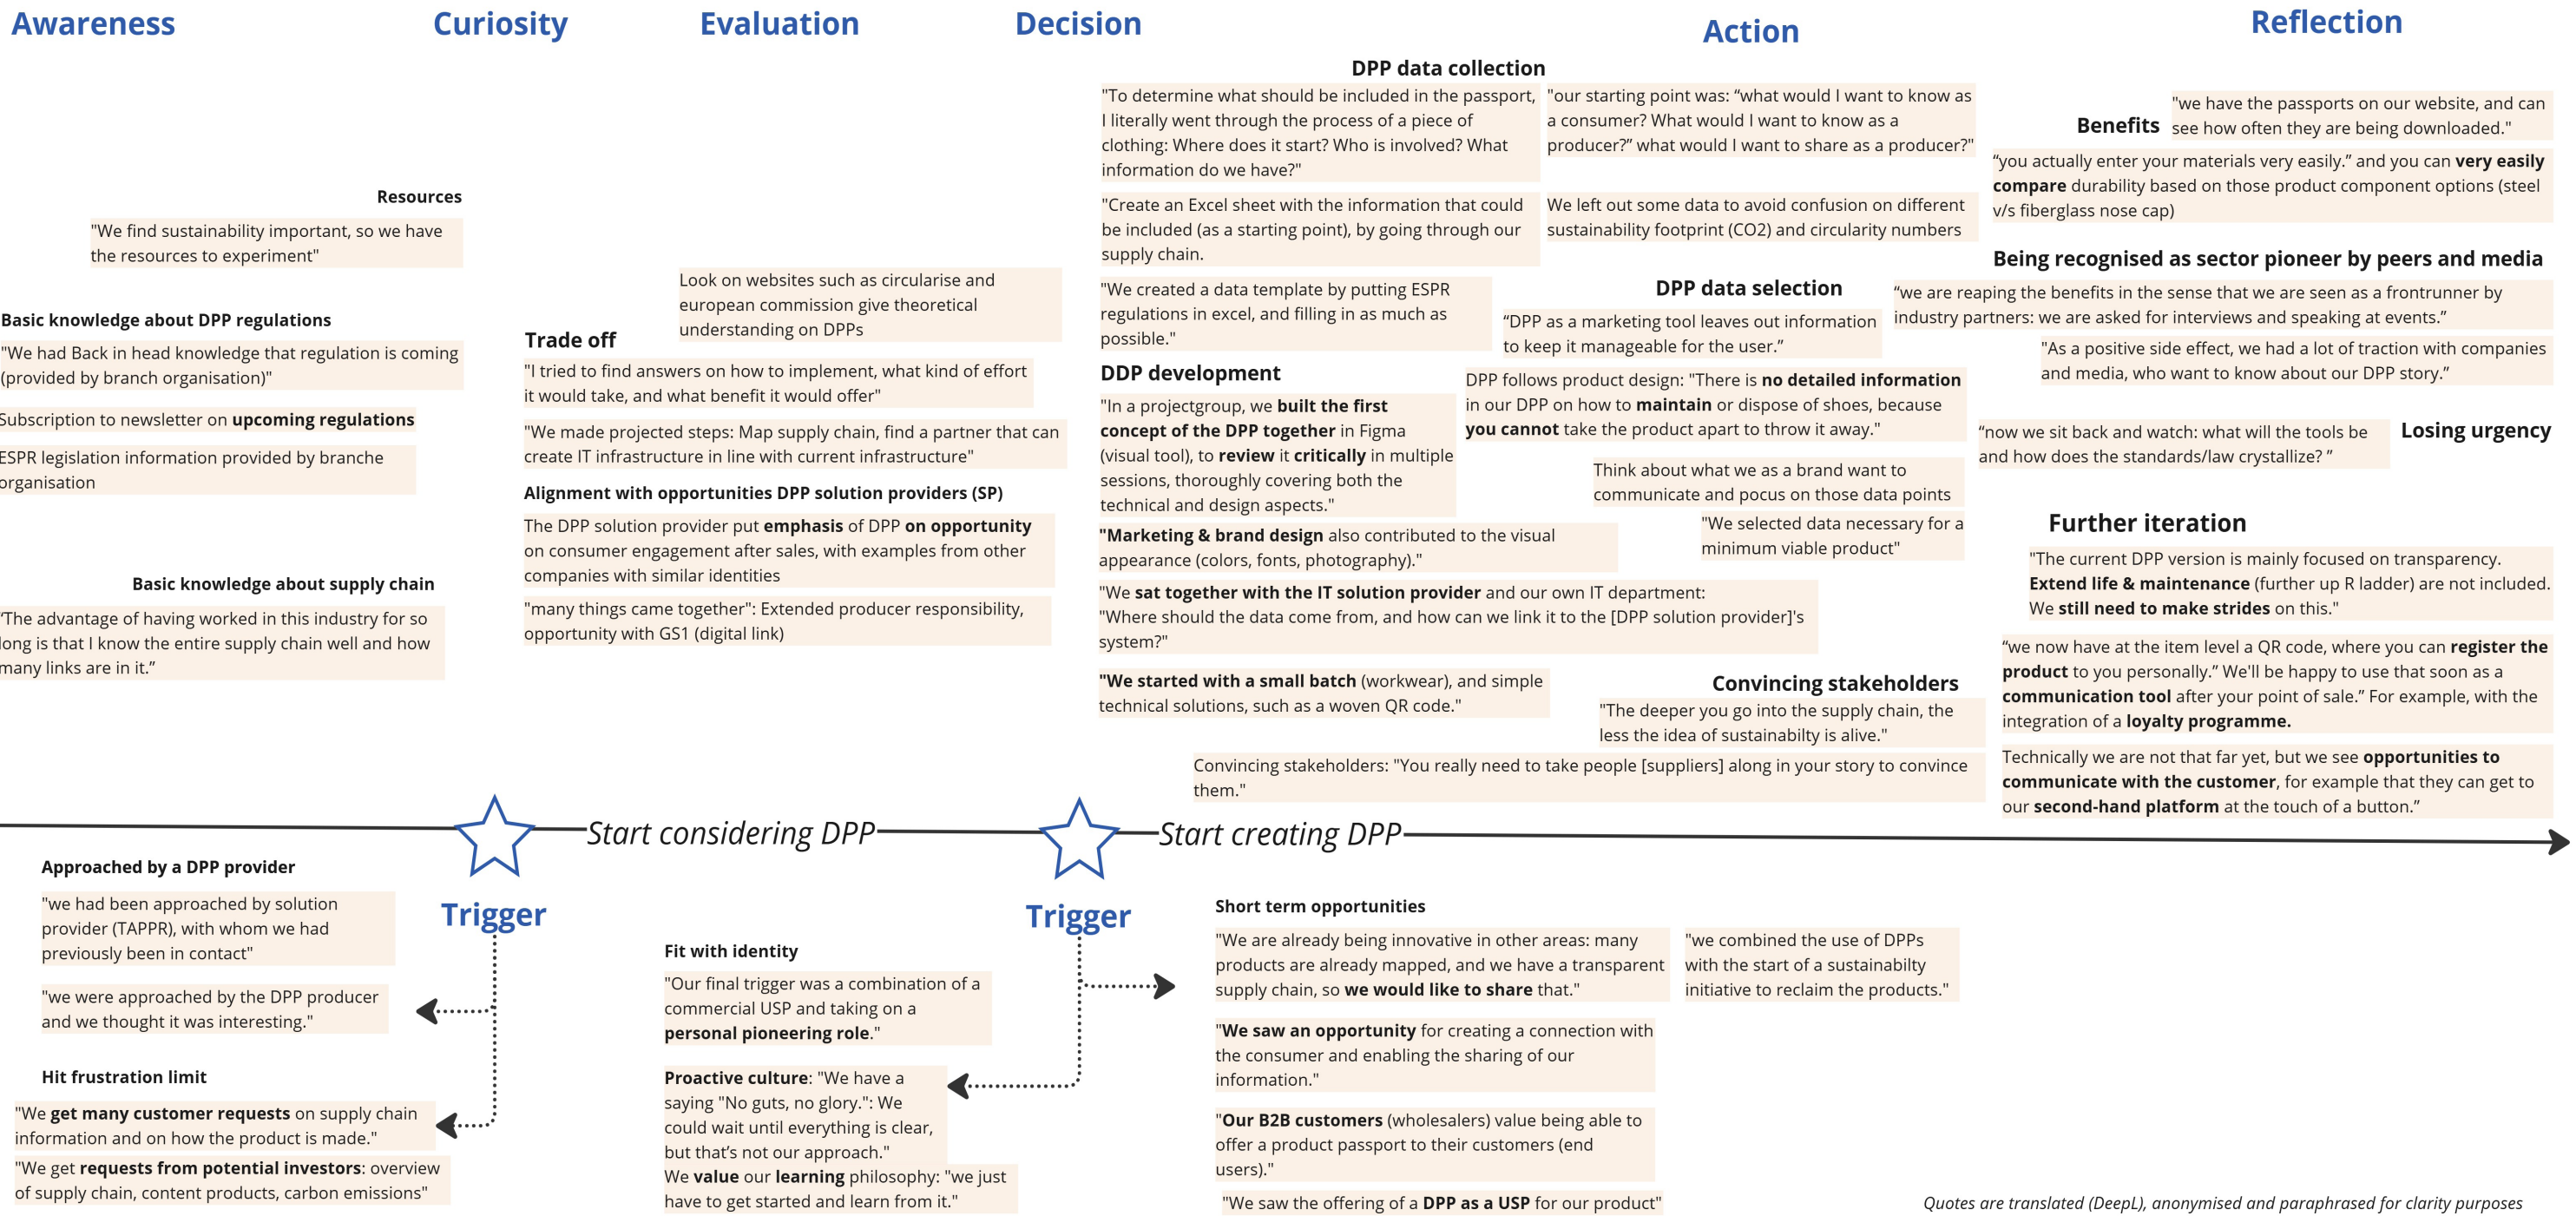 Awareness
Curiosity
Evaluation
Decision
Action
Reflection
Resources
"We find sustainability important, so we have
the resources to experiment"
Basic knowledge about DPP regulations
"We had Back in head knowledge that regulation is coming
(provided by branch organisation)"
Subscription to newsletter on upcoming regulations
ESPR legislation information provided by branche
organisation
Basic knowledge about supply chain
“The advantage of having worked in this industry for so
long is that I know the entire supply chain well and how
many links are in it.”
Look on websites such as circularise and
european commission give theoretical
understanding on DPPs
Trade off
"I tried to find answers on how to implement, what kind of effort
it would take, and what benefit it would offer"
"We made projected steps: Map supply chain, find a partner that can
create IT infrastructure in line with current infrastructure"
Alignment with opportunities DPP solution providers (SP)
The DPP solution provider put emphasis of DPP on opportunity
on consumer engagement after sales, with examples from other
companies with similar identities
"many things came together": Extended producer responsibility,
opportunity with GS1 (digital link)
DPP data collection
"To determine what should be included in the passport,
I literally went through the process of a piece of
clothing: Where does it start? Who is involved? What
information do we have?"
"our starting point was: “what would I want to know as
a consumer? What would I want to know as a
producer?” what would I want to share as a producer?"
"Create an Excel sheet with the information that could
be included (as a starting point), by going through our
supply chain.
We left out some data to avoid confusion on different
sustainability footprint (CO2) and circularity numbers
"We created a data template by putting ESPR
regulations in excel, and filling in as much as
possible."
DPP data selection
“DPP as a marketing tool leaves out information
to keep it manageable for the user.”
DPP follows product design: "There is no detailed information
in our DPP on how to maintain or dispose of shoes, because
you cannot take the product apart to throw it away."
Think about what we as a brand want to
communicate and pocus on those data points
"We selected data necessary for a
minimum viable product"
DDP development
"In a projectgroup, we built the first
concept of the DPP together in Figma
(visual tool), to review it critically in multiple
sessions, thoroughly covering both the
technical and design aspects."
"Marketing & brand design also contributed to the visual
appearance (colors, fonts, photography)."
"We sat together with the IT solution provider and our own IT department:
"Where should the data come from, and how can we link it to the [DPP solution provider]'s
system?"
"We started with a small batch (workwear), and simple
technical solutions, such as a woven QR code."
Convincing stakeholders
"The deeper you go into the supply chain, the
less the idea of sustainabilty is alive."
Convincing stakeholders: "You really need to take people [suppliers] along in your story to convince
them."
Benefits
"we have the passports on our website, and can
see how often they are being downloaded."
“you actually enter your materials very easily.” and you can very easily
compare durability based on those product component options (steel
v/s fiberglass nose cap)
Being recognised as sector pioneer by peers and media
“we are reaping the benefits in the sense that we are seen as a frontrunner by
industry partners: we are asked for interviews and speaking at events.”
"As a positive side effect, we had a lot of traction with companies
and media, who want to know about our DPP story.”
“now we sit back and watch: what will the tools be
and how does the standards/law crystallize? ”
Losing urgency
Further iteration
"The current DPP version is mainly focused on transparency.
Extend life & maintenance (further up R ladder) are not included.
We still need to make strides on this."
“we now have at the item level a QR code, where you can register the
product to you personally.” We'll be happy to use that soon as a
communication tool after your point of sale.” For example, with the
integration of a loyalty programme.
Technically we are not that far yet, but we see opportunities to
communicate with the customer, for example that they can get to
our second-hand platform at the touch of a button.”
Start considering DPP
Start creating DPP
Approached by a DPP provider
"we had been approached by solution
provider (TAPPR), with whom we had
previously been in contact"
"we were approached by the DPP producer
and we thought it was interesting."
Hit frustration limit
"We get many customer requests on supply chain
information and on how the product is made."
"We get requests from potential investors: overview
of supply chain, content products, carbon emissions"
Trigger
Fit with identity
"Our final trigger was a combination of a
commercial USP and taking on a
personal pioneering role."
Proactive culture: "We have a
saying "No guts, no glory.": We
could wait until everything is clear,
but that’s not our approach."
We value our learning philosophy: "we just
have to get started and learn from it."
Trigger
Short term opportunities
"We are already being innovative in other areas: many
products are already mapped, and we have a transparent
supply chain, so we would like to share that."
"we combined the use of DPPs
with the start of a sustainabilty
initiative to reclaim the products."
"We saw an opportunity for creating a connection with
the consumer and enabling the sharing of our
information."
"Our B2B customers (wholesalers) value being able to
offer a product passport to their customers (end
users)."
"We saw the offering of a DPP as a USP for our product"
Quotes are translated (DeepL), anonymised and paraphrased for clarity purposes